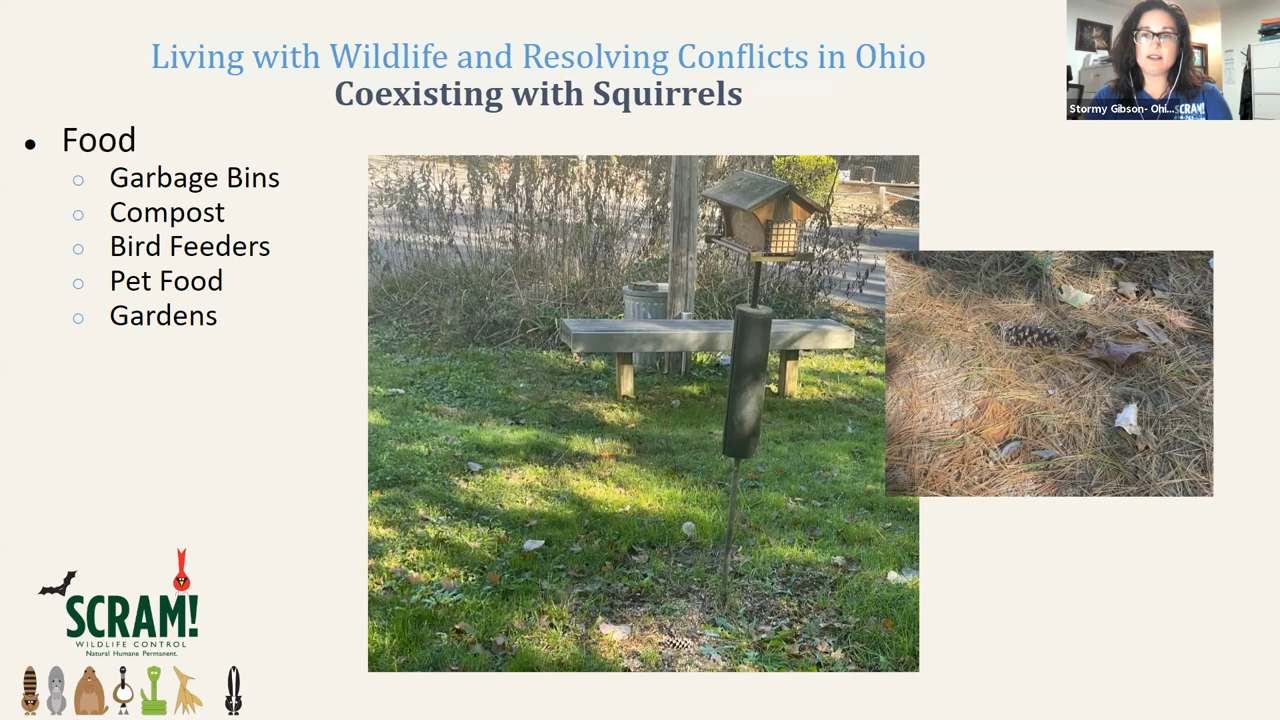 Living with Wildlife and Resolving Conflicts in Ohio
Coexisting with Squirrels
Stormy Gibson- Ohi...
SCRAM!
● Food
○ Garbage Bins
○ Compost
○ Bird Feeders
○ Pet Food
○ Gardens
SCRAM!
WILDLIFE CONTROL
Natural Humane Permanent.